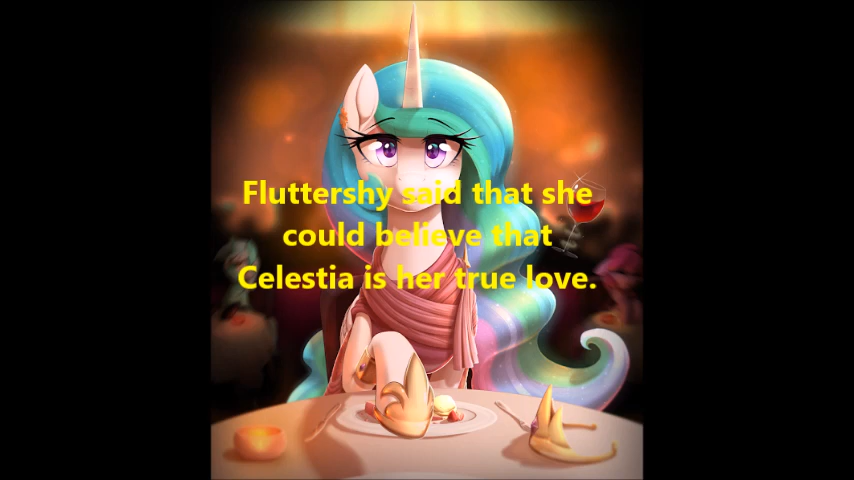 Fluttershy said that she
could believe that
Celestia is her true love.